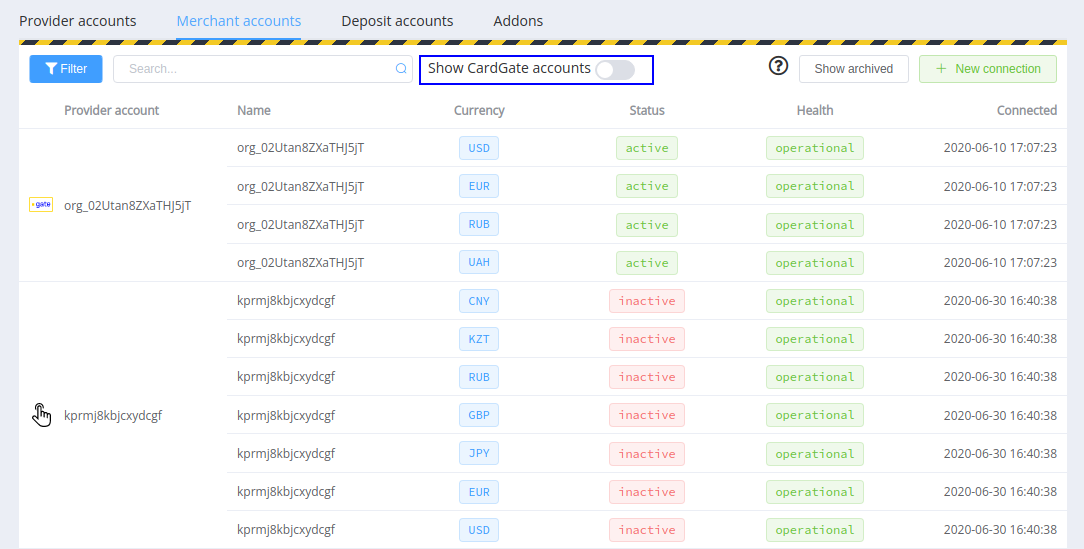 Provider accounts Merchant accounts Deposit accounts Addons
Filter Search... Show CardGate accounts ? Show archived + New connection
Provider account Name Currency Status Health Connected
org_02Utan8ZXaTHJ5jT USD active operational 2020-06-10 17:07:23
org_02Utan8ZXaTHJ5jT EUR active operational 2020-06-10 17:07:23
gate org_02Utan8ZXaTHJ5jT
org_02Utan8ZXaTHJ5jT RUB active operational 2020-06-10 17:07:23
org_02Utan8ZXaTHJ5jT UAH active operational 2020-06-10 17:07:23
kprmj8kbjcxydcgf CNY inactive operational 2020-06-30 16:40:38
kprmj8kbjcxydcgf KZT inactive operational 2020-06-30 16:40:38
kprmj8kbjcxydcgf RUB inactive operational 2020-06-30 16:40:38
kprmj8kbjcxydcgf kprmj8kbjcxydcgf GBP inactive operational 2020-06-30 16:40:38
kprmj8kbjcxydcgf JPY inactive operational 2020-06-30 16:40:38
kprmj8kbjcxydcgf EUR inactive operational 2020-06-30 16:40:38
kprmj8kbjcxydcgf USD inactive operational 2020-06-30 16:40:38